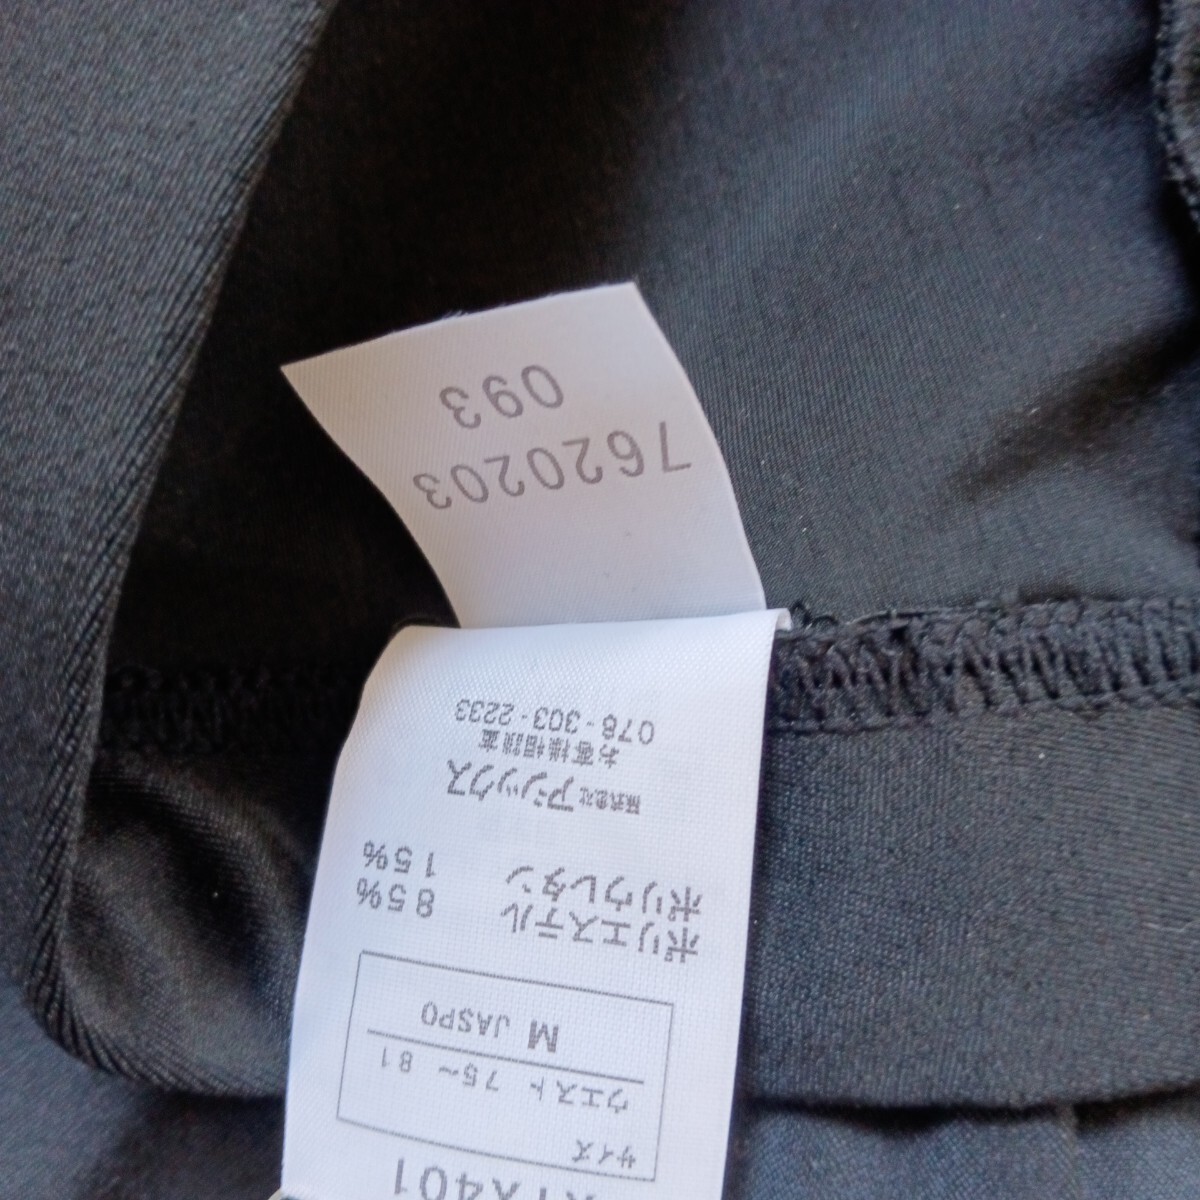 401
サイズ
ウエスト 75～81
M JASPO
ポリエステル 85%
ポリウレタン 15%
株式会社アシックス
お客様相談室
078-303-2233
7620203
093